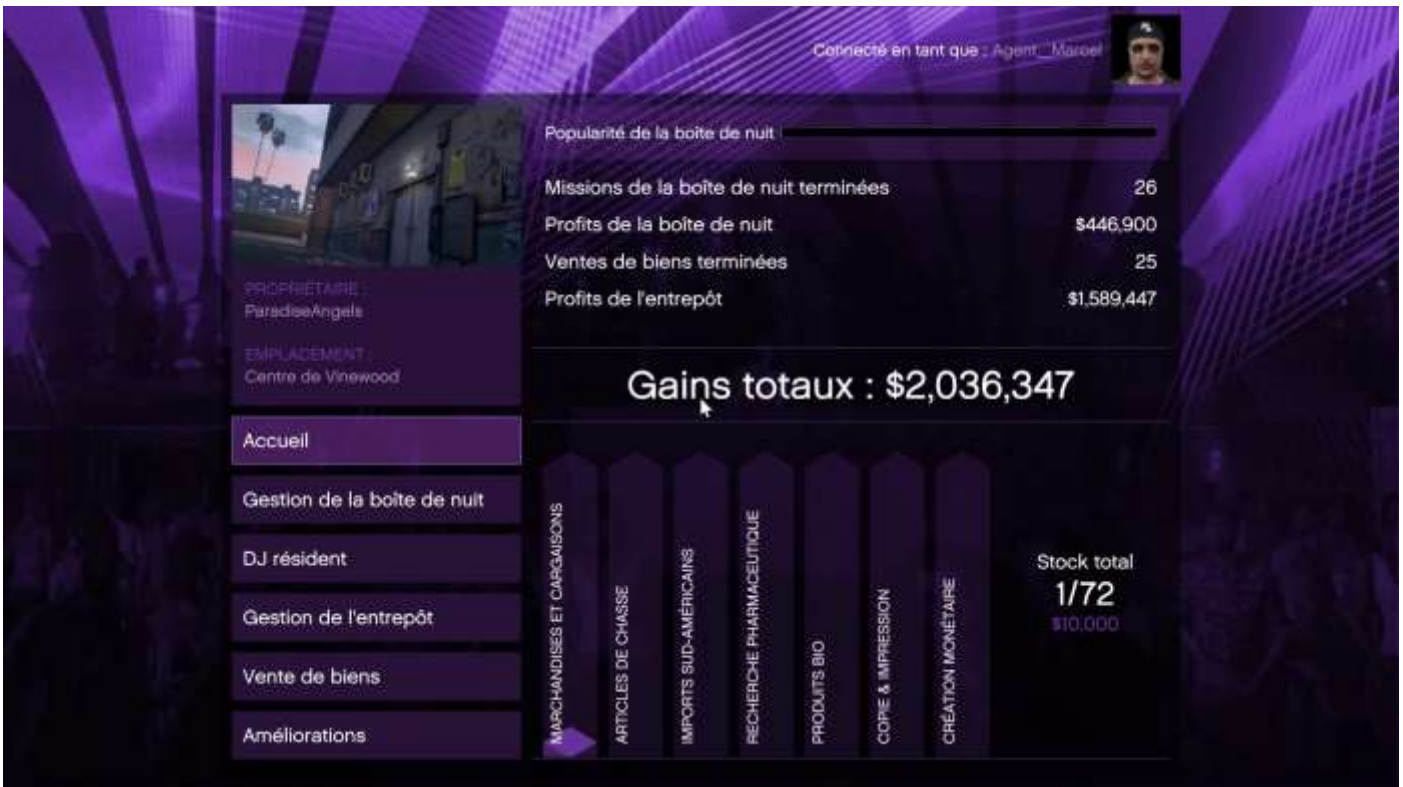 Connecté en tant que : Agent__Marcel
Popularité de la boîte de nuit
Missions de la boîte de nuit terminées 26
Profits de la boîte de nuit $446,900
Ventes de biens terminées 25
Profits de l'entrepôt $1,589,447
PROPRIÉTAIRE :
ParadiseAngels
EMPLACEMENT :
Centre de Vinewood
Gains totaux : $2,036,347
Accueil
Gestion de la boîte de nuit
DJ résident
Gestion de l'entrepôt
Vente de biens
Améliorations
MARCHANDISES ET CARGAISONS
ARTICLES DE CHASSE
IMPORTS SUD-AMÉRICAINS
RECHERCHE PHARMACEUTIQUE
PRODUITS BIO
COPIE & IMPRESSION
CRÉATION MONÉTAIRE
Stock total
1/72
$10,000